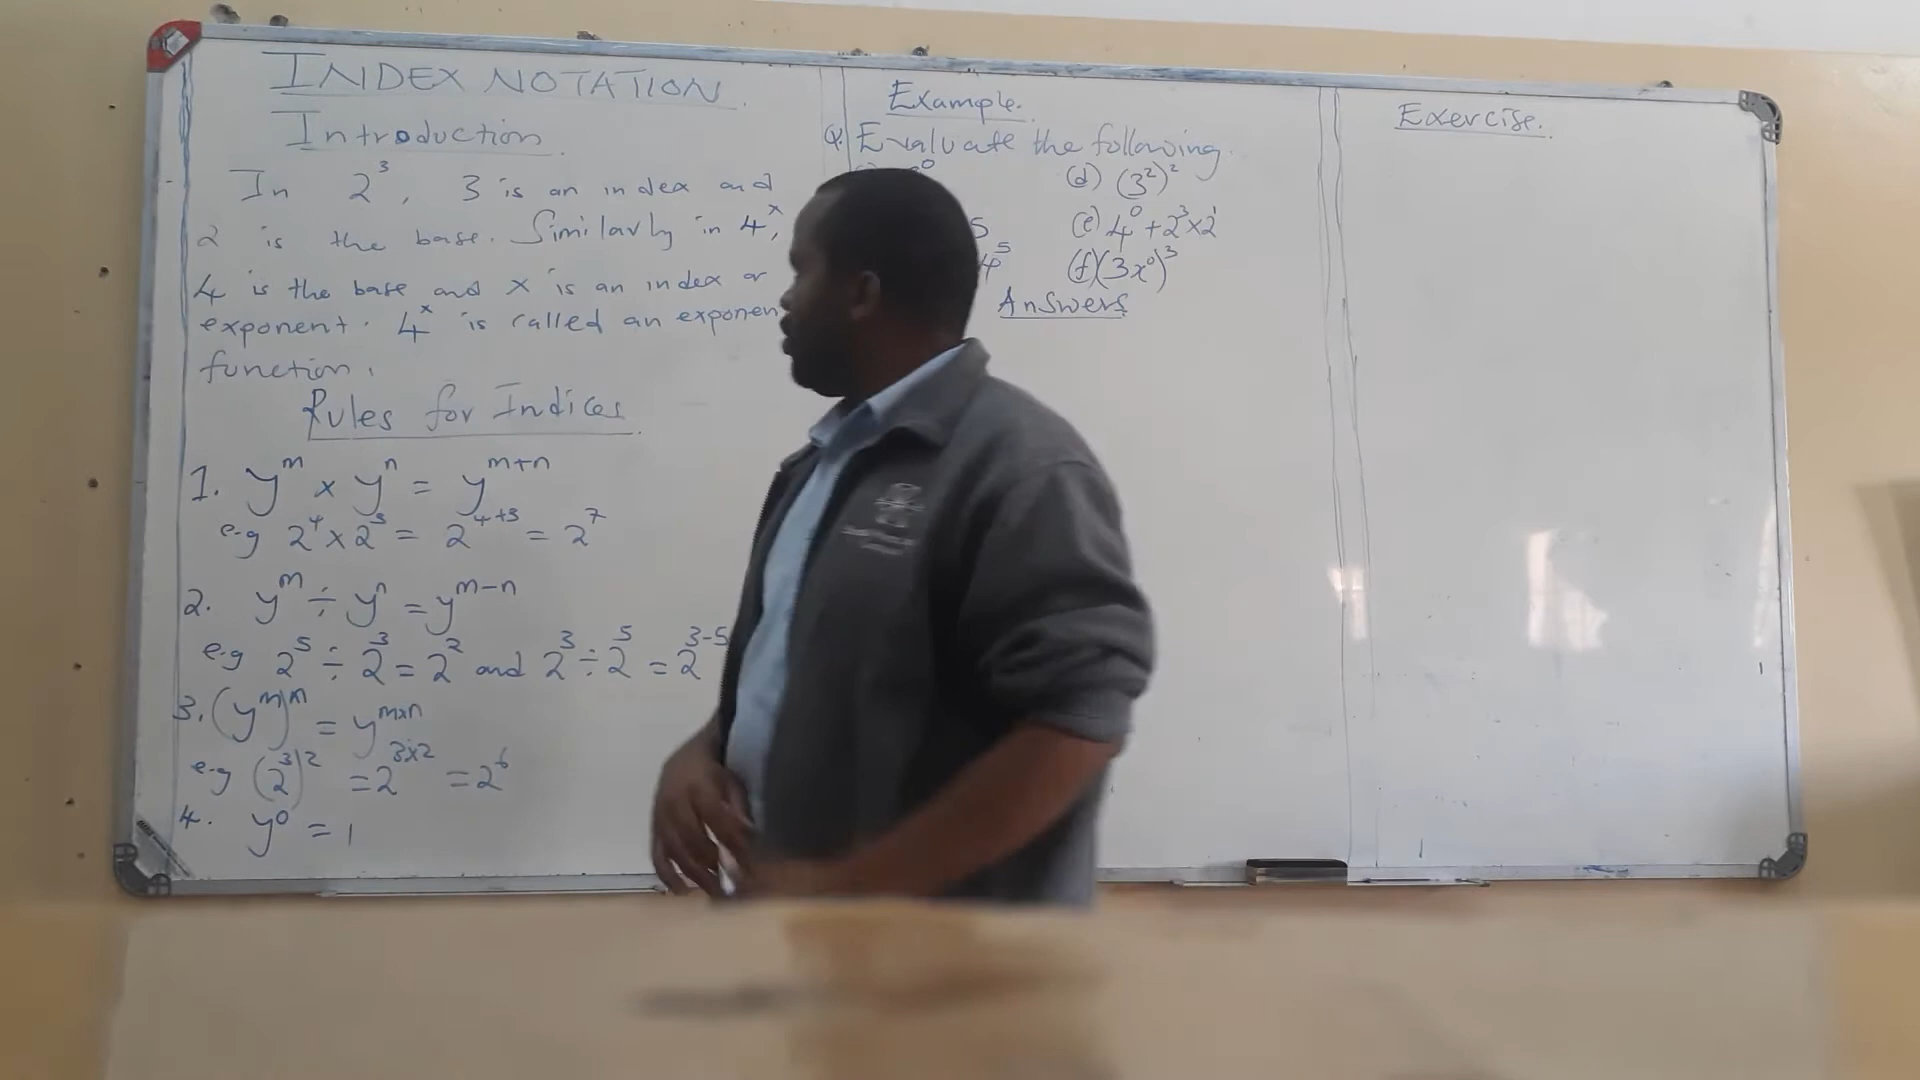 INDEX NOTATION
Introduction
In 2³, 3 is an index and
2 is the base. Similarly in 4ˣ,
4 is the base and x is an index or
exponent. 4ˣ is called an exponen
function.
Rules for Indices
1. yᵐ × yⁿ = yᵐ⁺ⁿ
e.g 2⁴ × 2³ = 2⁴⁺³ = 2⁷
2. yᵐ ÷ yⁿ = yᵐ⁻ⁿ
e.g 2⁵ ÷ 2³ = 2² and 2³ ÷ 2⁵ = 2³⁻⁵
3. (yᵐ)ⁿ = yᵐˣⁿ
e.g (2³)² = 2³ˣ² = 2⁶
4. y⁰ = 1
Example.
Q. Evaluate the following.
(d) (3²)²
5 (e) 4⁰ + 2³ × 2¹
4⁵ (f) (3x⁰)³
Answers
Exercise.